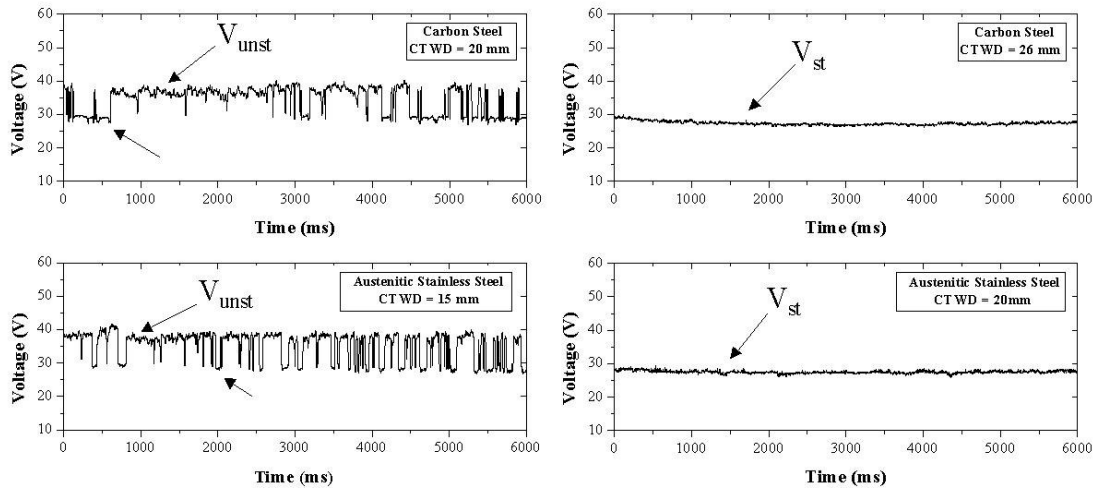 60
50
40
30
20
10
Voltage (V)
V unst
Carbon Steel
CTWD = 20 mm
0 1000 2000 3000 4000 5000 6000
Time (ms)
60
50
40
30
20
10
Voltage (V)
V st
Carbon Steel
CTWD = 26 mm
0 1000 2000 3000 4000 5000 6000
Time (ms)
60
50
40
30
20
10
Voltage (V)
V unst
Austenitic Stainless Steel
CTWD = 15 mm
0 1000 2000 3000 4000 5000 6000
Time (ms)
60
50
40
30
20
10
Voltage (V)
V st
Austenitic Stainless Steel
CTWD = 20mm
0 1000 2000 3000 4000 5000 6000
Time (ms)